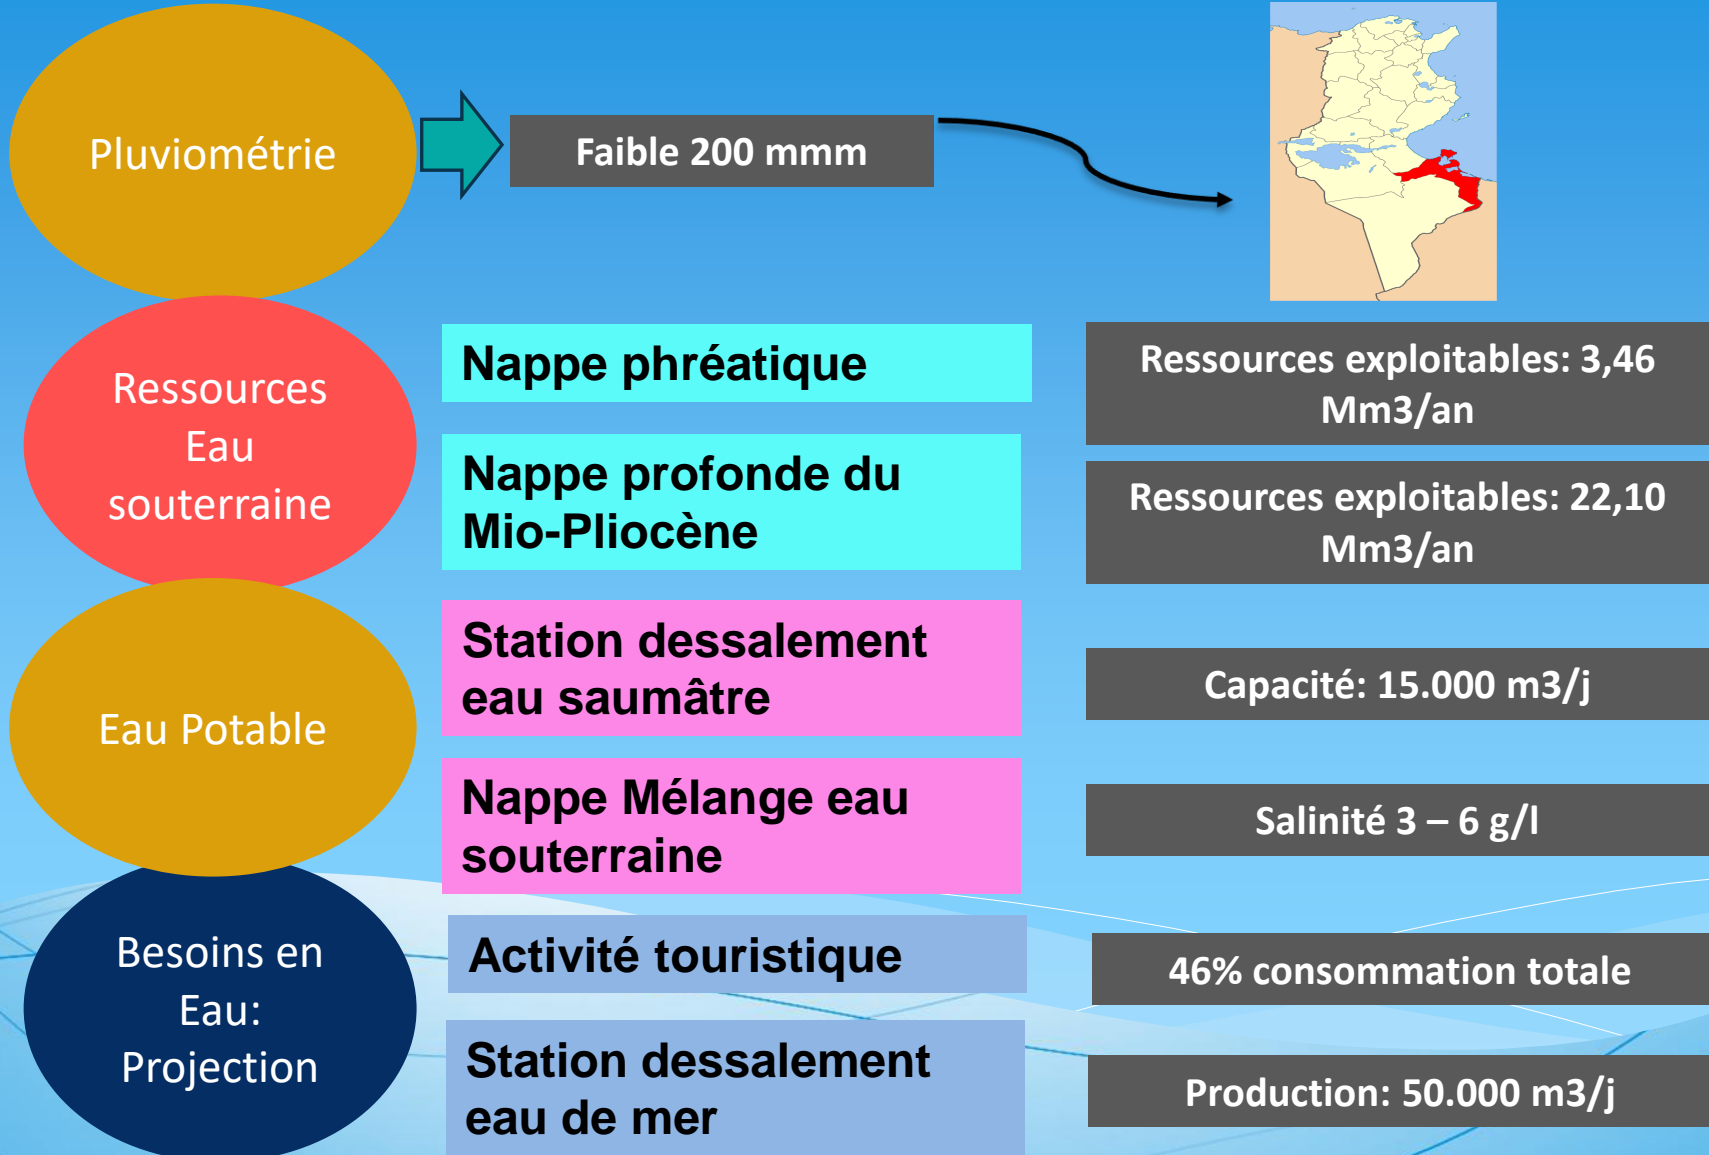 Pluviométrie
Faible 200 mmm
Ressources
Eau
souterraine
Nappe phréatique
Ressources exploitables: 3,46
Mm3/an
Nappe profonde du
Mio-Pliocène
Ressources exploitables: 22,10
Mm3/an
Eau Potable
Station dessalement
eau saumâtre
Capacité: 15.000 m3/j
Nappe Mélange eau
souterraine
Salinité 3 – 6 g/l
Besoins en
Eau:
Projection
Activité touristique
46% consommation totale
Station dessalement
eau de mer
Production: 50.000 m3/j